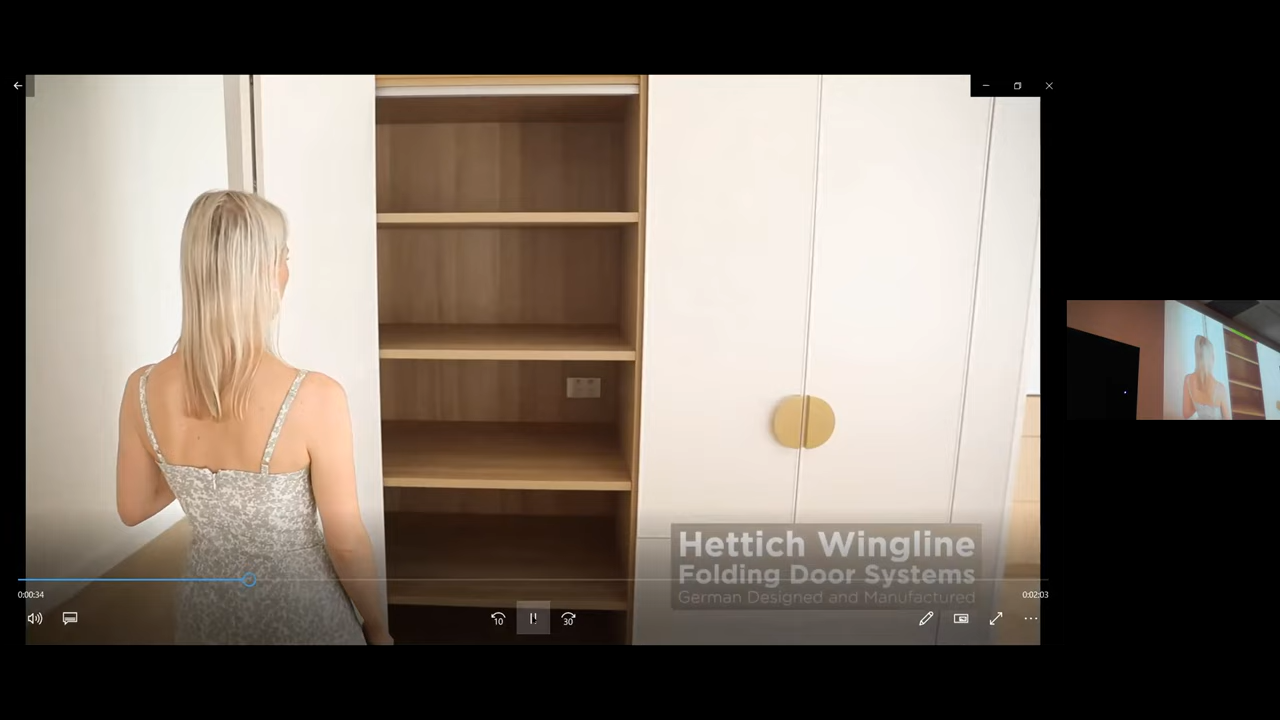 Hettich Wingline
Folding Door Systems
German Designed and Manufactured
0:00:34
0:02:03
10
30